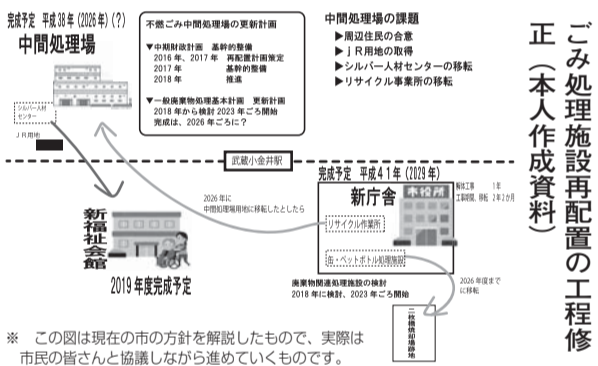 ごみ処理施設再配置の工程修
正（本人作成資料）
完成予定 平成38年（2026年）（？）
中間処理場
シルバー人材
センター
ＪＲ用地
不燃ごみ中間処理場の更新計画
▼中期財政計画 基幹的整備
2016年、2017年 再配置計画策定
2017年 基幹的整備
2018年 推進
▼一般廃棄物処理基本計画 更新計画
2018年から検討2023年ごろ開始
完成は、2026年ごろに？
中間処理場の課題
▶周辺住民の合意
▶ＪＲ用地の取得
▶シルバー人材センターの移転
▶リサイクル事業所の移転
武蔵小金井駅
新福祉会館
2019年度完成予定
2026年に
中間処理場用地に移転したとしたら
完成予定 平成41年（2029年）
新庁舎
市役所
解体工事 1年
工事期間、移転 2年2か月
リサイクル作業所
缶・ペットボトル処理施設
廃棄物関連処理施設の検討
2018年に検討、2023年ごろ開始
2026年度まで
に移転
二枚橋焼却場跡地
※ この図は現在の市の方針を解説したもので、実際は
市民の皆さんと協議しながら進めていくものです。